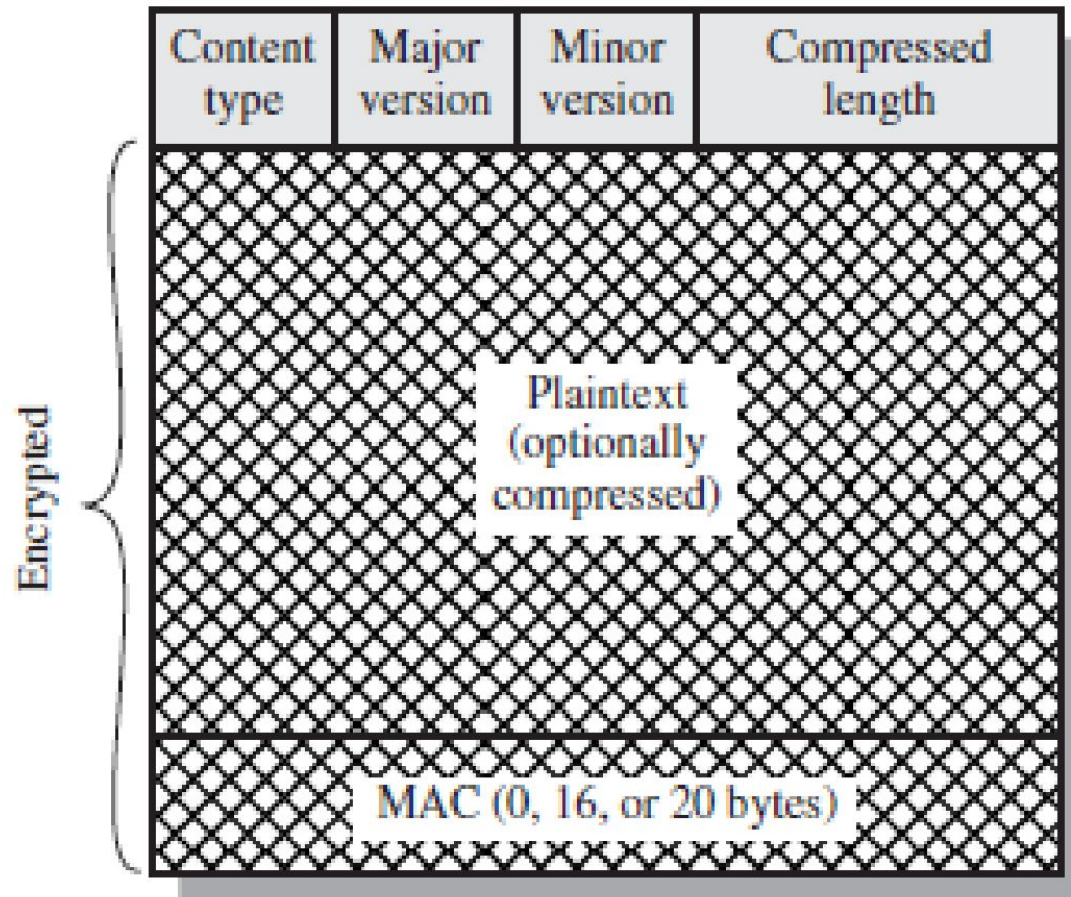 Content
type
Major
version
Minor
version
Compressed
length
Encrypted
Plaintext
(optionally
compressed)
MAC (0, 16, or 20 bytes)